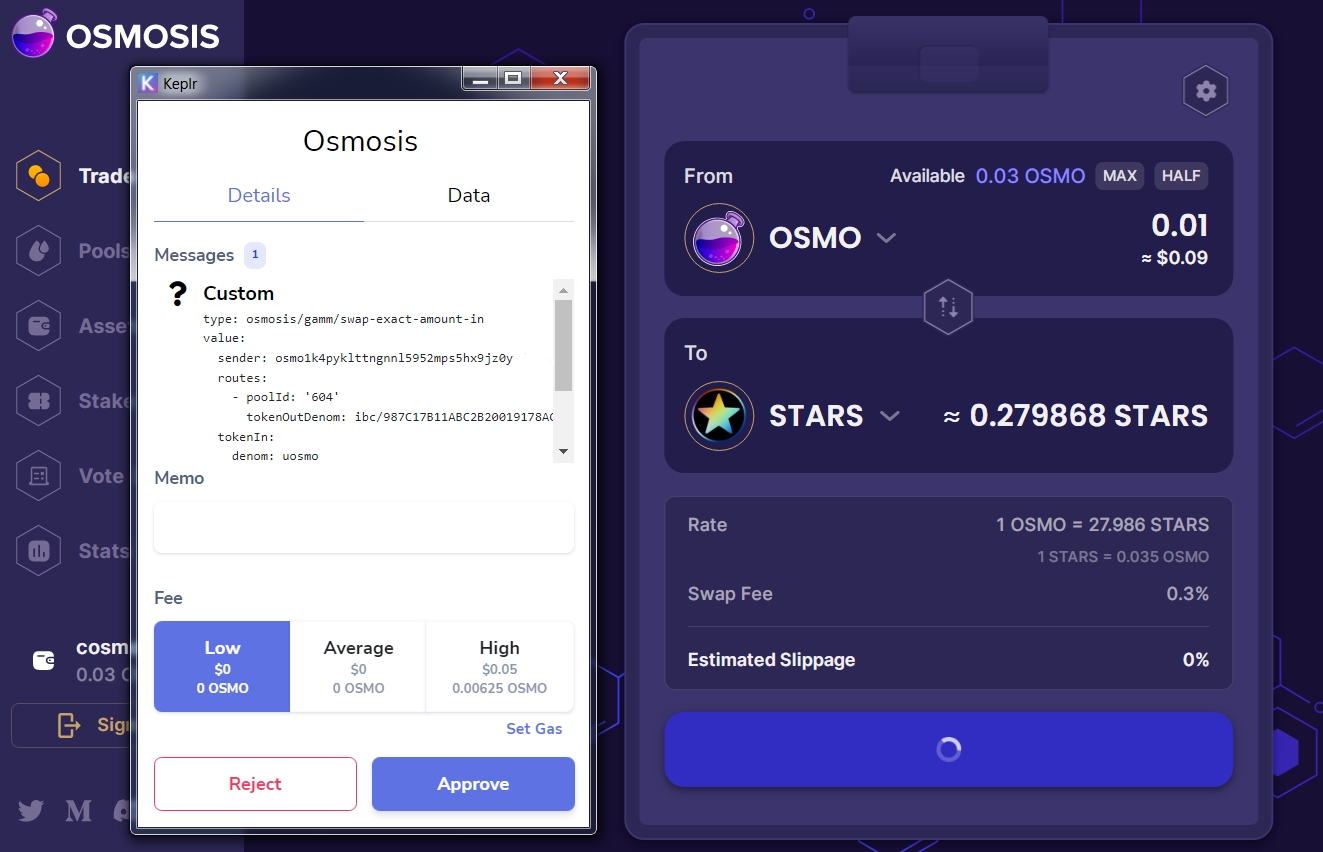 OSMOSIS
Trade
Pools
Asse
Stake
Vote
Stats
cosm
0.03
Sign
Keplr
Osmosis
Details Data
Messages 1
? Custom
type: osmosis/gamm/swap-exact-amount-in
value:
sender: osmo1k4pyklttngnnl5952mps5hx9jz0y
routes:
- poolId: '604'
tokenOutDenom: ibc/987C17B11ABC2B20019178AC
tokenIn:
denom: uosmo
Memo
Fee
Low Average High
$0 $0 $0.05
0 OSMO 0 OSMO 0.00625 OSMO
Set Gas
Reject Approve
From Available 0.03 OSMO MAX HALF
OSMO 0.01
≈ $0.09
To
STARS ≈ 0.279868 STARS
Rate 1 OSMO = 27.986 STARS
1 STARS = 0.035 OSMO
Swap Fee 0.3%
Estimated Slippage 0%